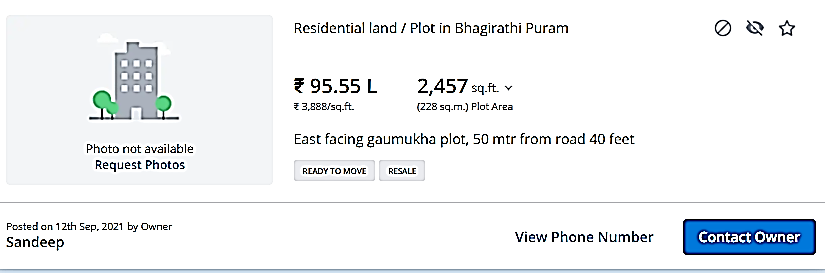 Residential land / Plot in Bhagirathi Puram
₹ 95.55 L
₹ 3,888/sq.ft.
2,457 sq.ft.
(228 sq.m.) Plot Area
East facing gaumukha plot, 50 mtr from road 40 feet
READY TO MOVE
RESALE
Photo not available
Request Photos
Posted on 12th Sep, 2021 by Owner
Sandeep
View Phone Number
Contact Owner